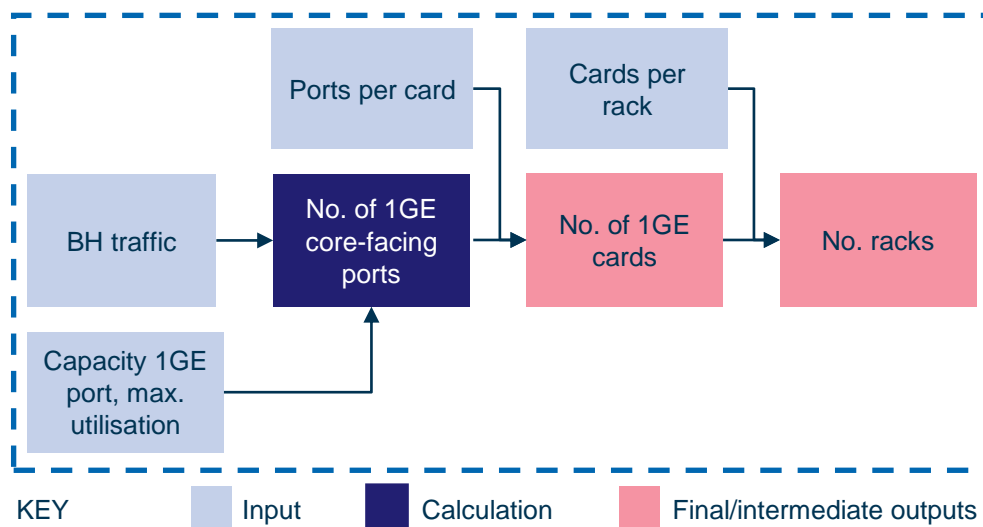 Ports per card
Cards per
rack
BH traffic
No. of 1GE
core-facing
ports
No. of 1GE
cards
No. racks
Capacity 1GE
port, max.
utilisation
KEY
Input
Calculation
Final/intermediate outputs